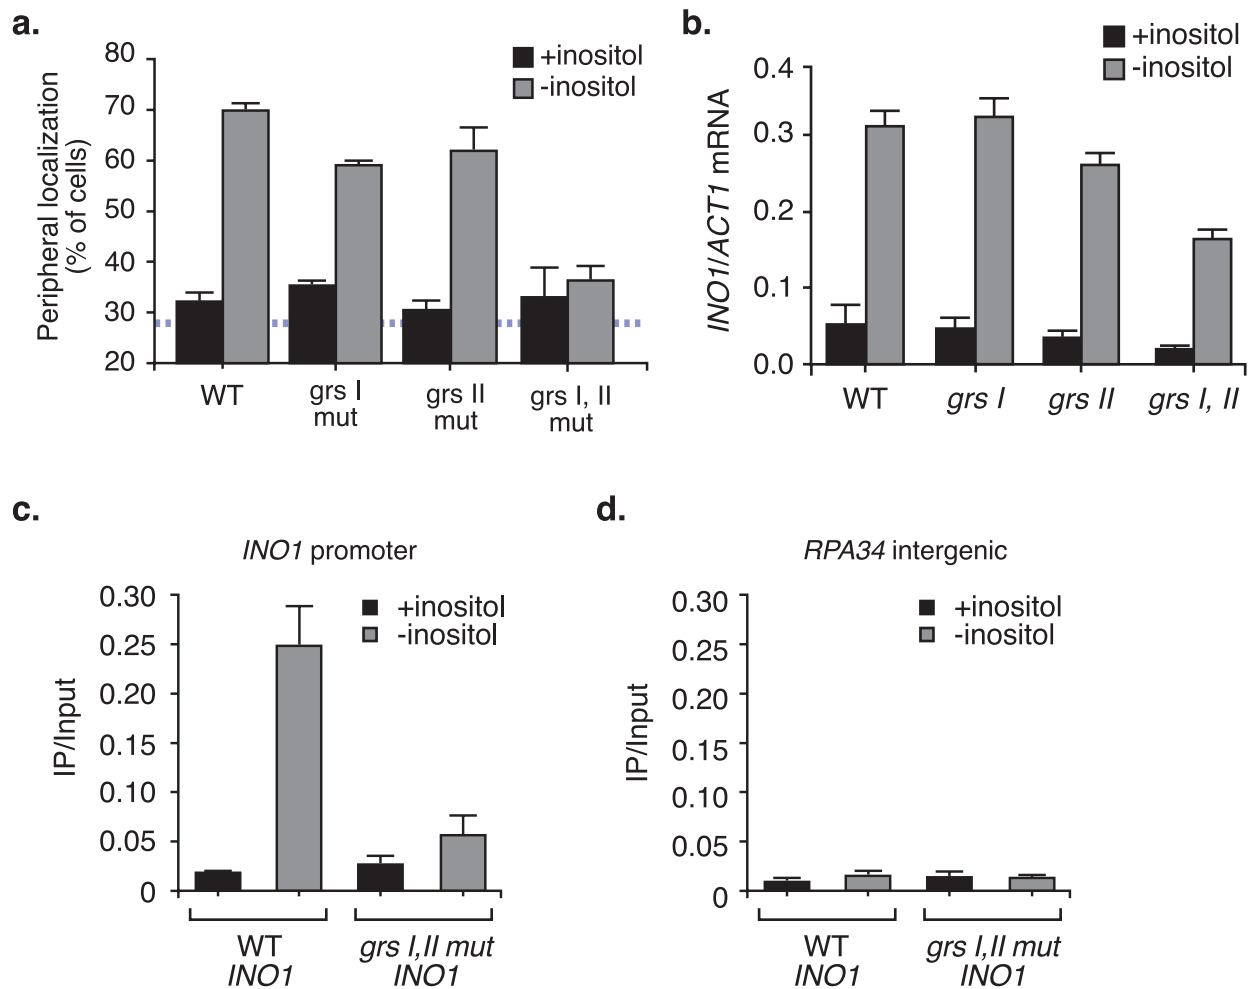 a.
+inositol
-inositol
Peripheral localization
(% of cells)
80
70
60
50
40
30
20
WT
grs I
mut
grs II
mut
grs I, II
mut
b.
+inositol
-inositol
INO1/ACT1 mRNA
0.4
0.3
0.2
0.1
0.0
WT
grs I
grs II
grs I, II
c.
INO1 promoter
+inositol
-inositol
IP/Input
0.30
0.25
0.20
0.15
0.10
0.05
0
WT
INO1
grs I,II mut
INO1
d.
RPA34 intergenic
+inositol
-inositol
IP/Input
0.30
0.25
0.20
0.15
0.10
0.05
0
WT
INO1
grs I,II mut
INO1